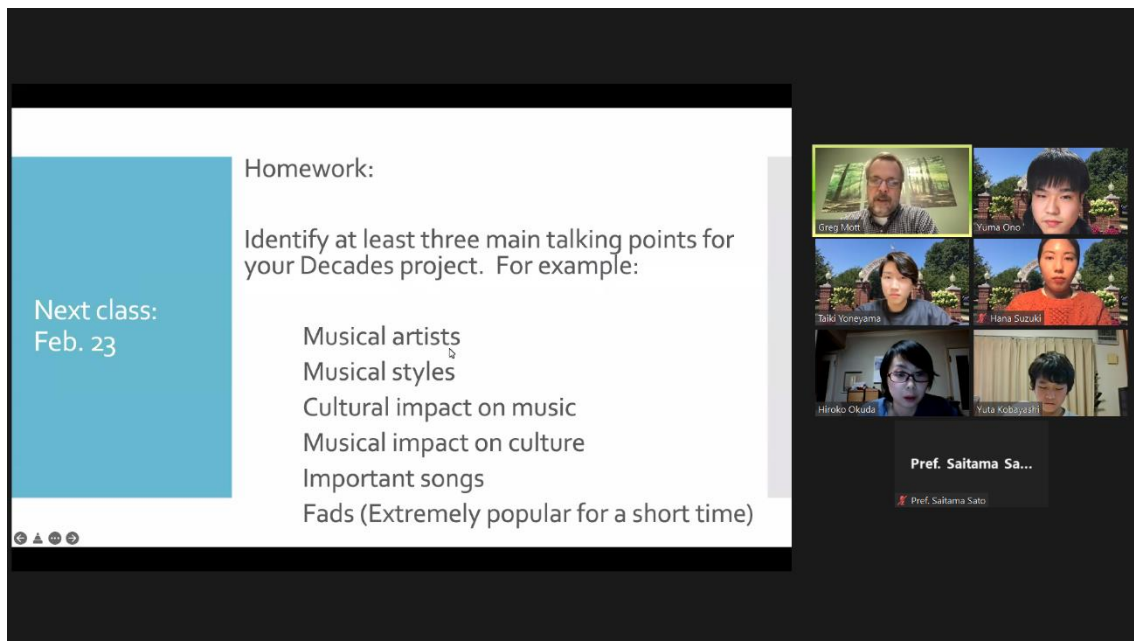 Next class:
Feb. 23
Homework:
Identify at least three main talking points for
your Decades project. For example:
Musical artists
Musical styles
Cultural impact on music
Musical impact on culture
Important songs
Fads (Extremely popular for a short time)
Greg Mott
Yuma Ono
Taiki Yoneyama
Hana Suzuki
Hiroko Okuda
Yuta Kobayashi
Pref. Saitama Sa...
Pref. Saitama Sato